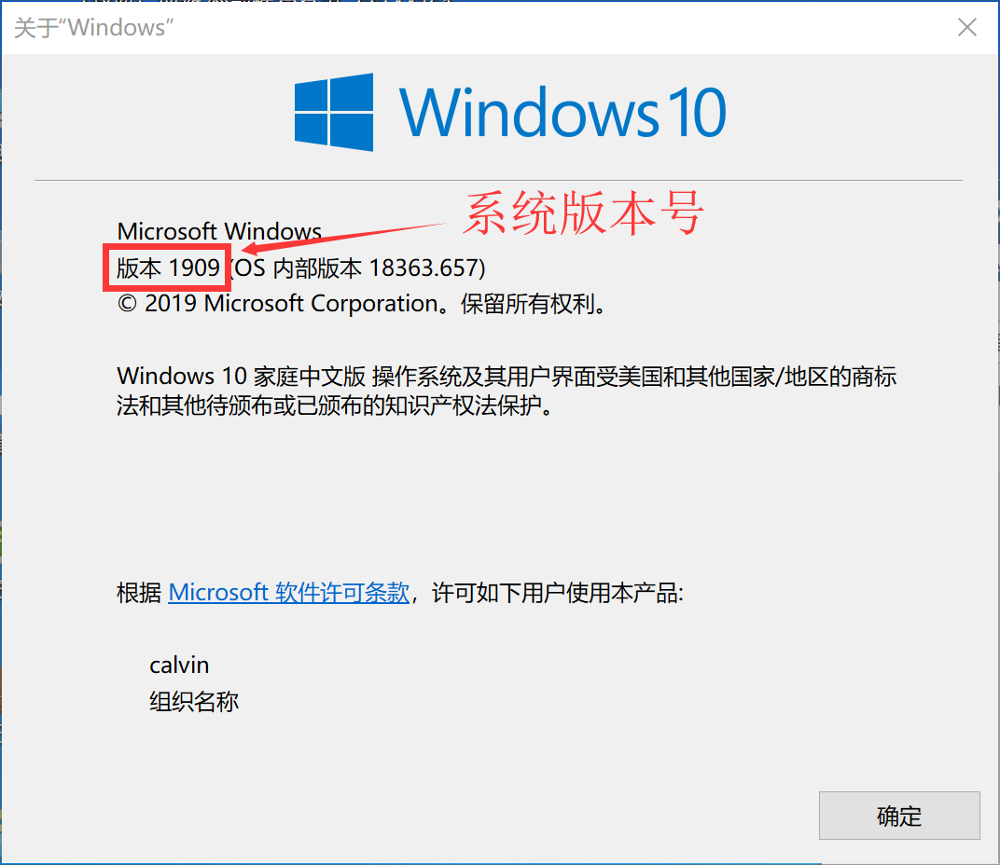 关于“Windows”
Windows 10
系统版本号
Microsoft Windows
版本 1909 (OS 内部版本 18363.657)
© 2019 Microsoft Corporation。保留所有权利。
Windows 10 家庭中文版 操作系统及其用户界面受美国和其他国家/地区的商标
法和其他待颁布或已颁布的知识产权法保护。
根据 Microsoft 软件许可条款，许可如下用户使用本产品:
calvin
组织名称
确定